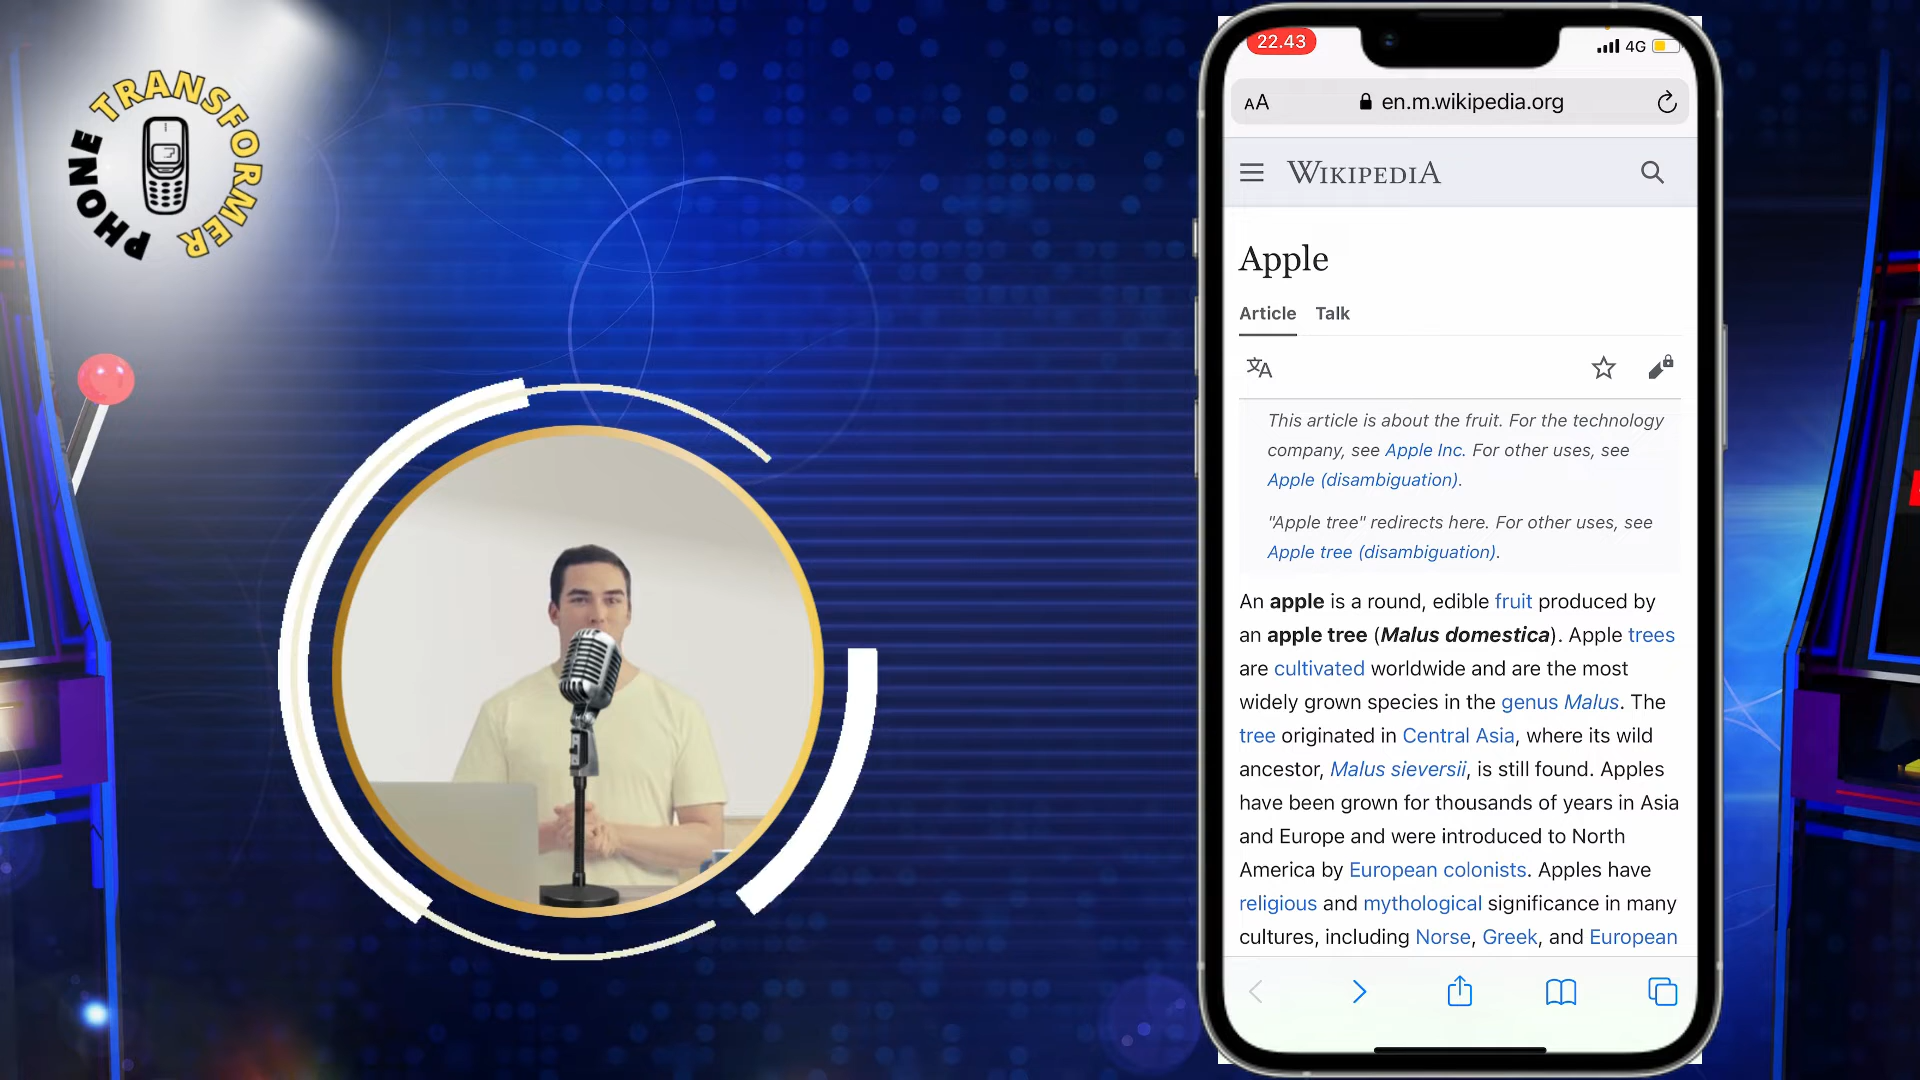 PHONE TRANSFORMER
22.43
4G
AA
en.m.wikipedia.org
WIKIPEDIA
Apple
Article Talk
文A
This article is about the fruit. For the technology
company, see Apple Inc. For other uses, see
Apple (disambiguation).
"Apple tree" redirects here. For other uses, see
Apple tree (disambiguation).
An apple is a round, edible fruit produced by
an apple tree (Malus domestica). Apple trees
are cultivated worldwide and are the most
widely grown species in the genus Malus. The
tree originated in Central Asia, where its wild
ancestor, Malus sieversii, is still found. Apples
have been grown for thousands of years in Asia
and Europe and were introduced to North
America by European colonists. Apples have
religious and mythological significance in many
cultures, including Norse, Greek, and European